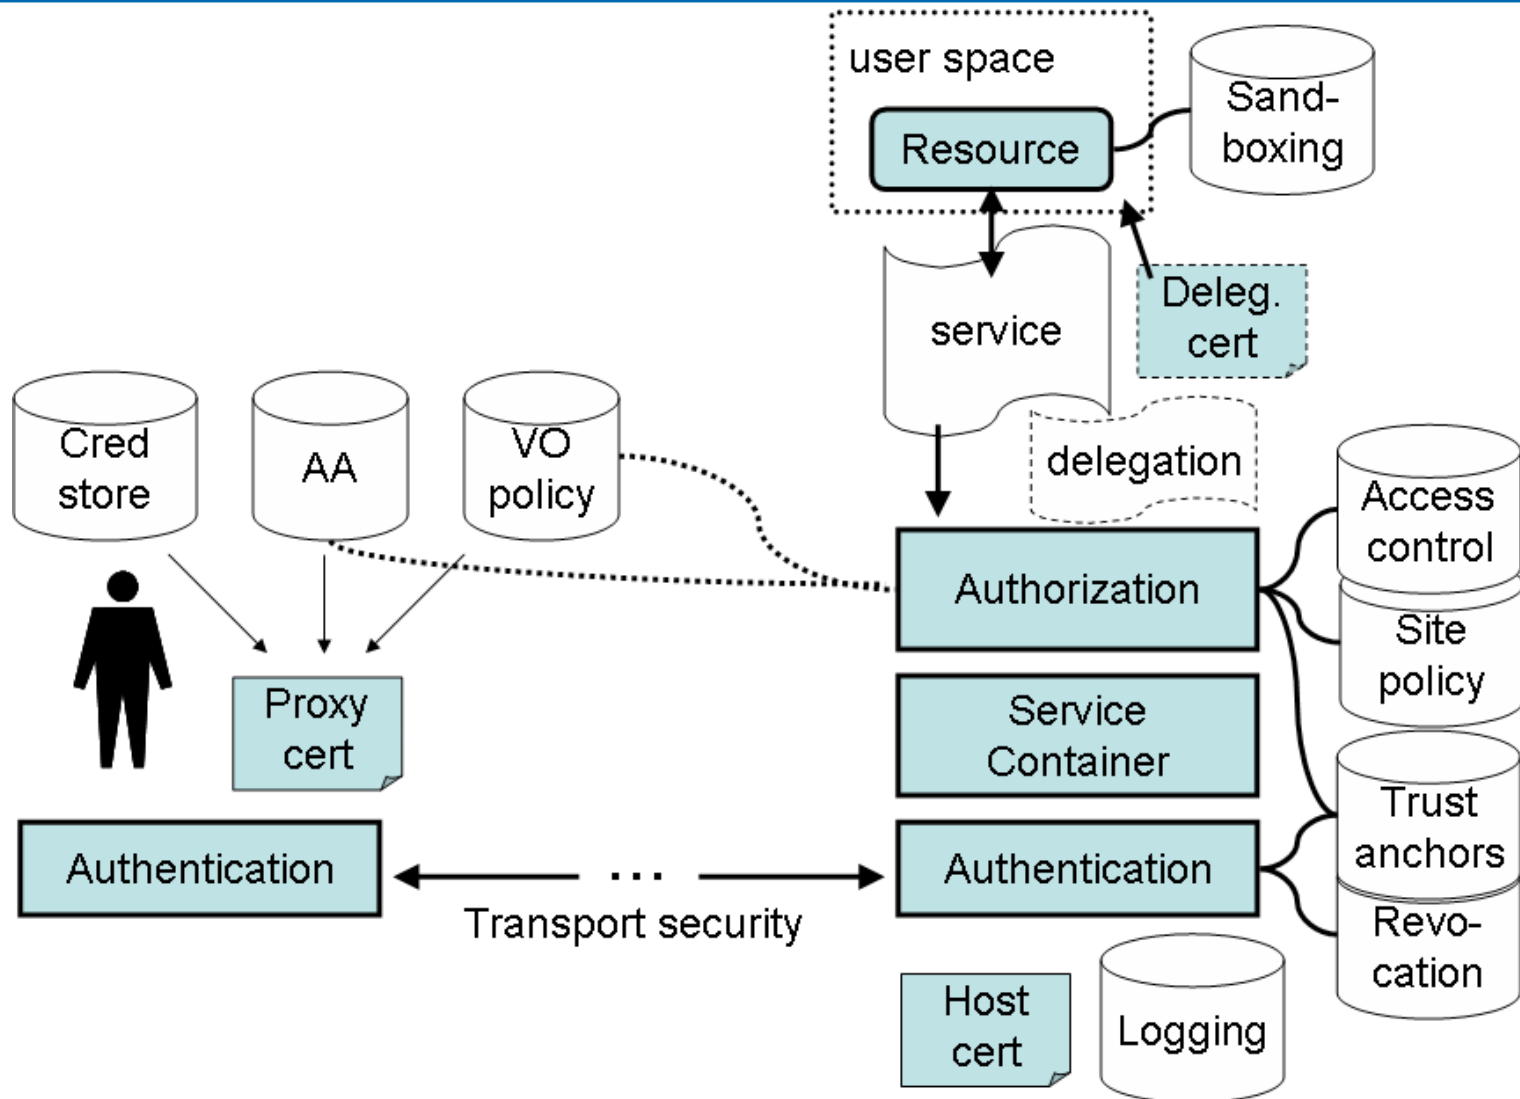 user space
Resource
Sand-
boxing
service
Deleg.
cert
Cred
store
AA
VO
policy
delegation
Access
control
Authorization
Site
policy
Proxy
cert
Service
Container
Trust
anchors
Authentication
...
Authentication
Transport security
Revo-
cation
Host
cert
Logging